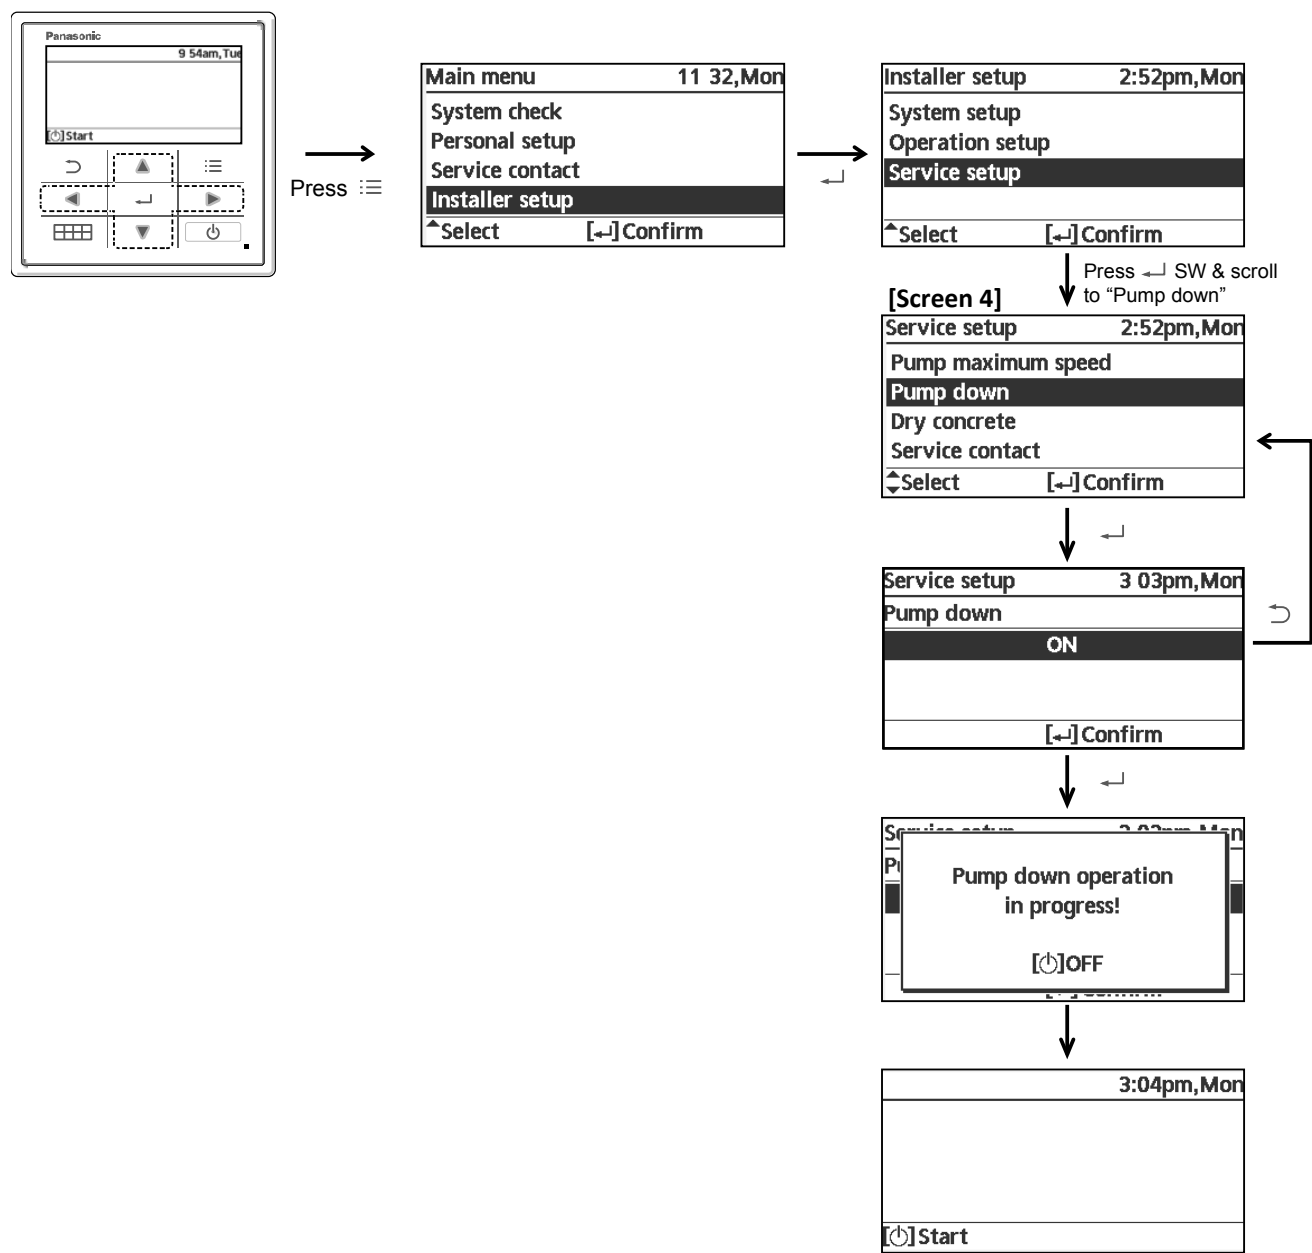 Panasonic
9 54am,Tue
[⏻]Start
Press
Main menu 11 32,Mon
System check
Personal setup
Service contact
Installer setup
Select [↵]Confirm
Installer setup 2:52pm,Mon
System setup
Operation setup
Service setup
Select [↵]Confirm
Press ↵ SW & scroll
to “Pump down”
[Screen 4]
Service setup 2:52pm,Mon
Pump maximum speed
Pump down
Dry concrete
Service contact
Select [↵]Confirm
Service setup 3 03pm,Mon
Pump down
ON
[↵]Confirm
Pump down operation
in progress!
[⏻]OFF
3:04pm,Mon
[⏻]Start